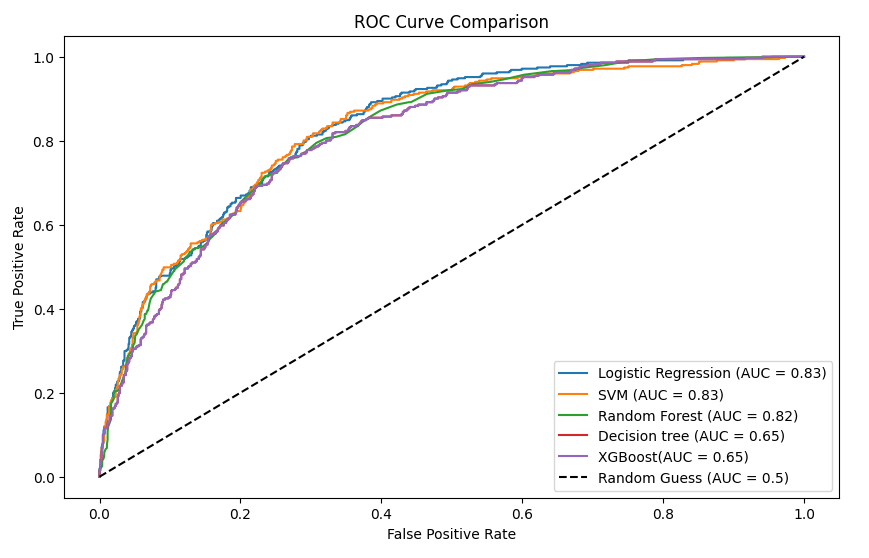 ROC Curve Comparison
True Positive Rate
1.0
0.8
0.6
0.4
0.2
0.0
Logistic Regression (AUC = 0.83)
SVM (AUC = 0.83)
Random Forest (AUC = 0.82)
Decision tree (AUC = 0.65)
XGBoost(AUC = 0.65)
Random Guess (AUC = 0.5)
0.0 0.2 0.4 0.6 0.8 1.0
False Positive Rate